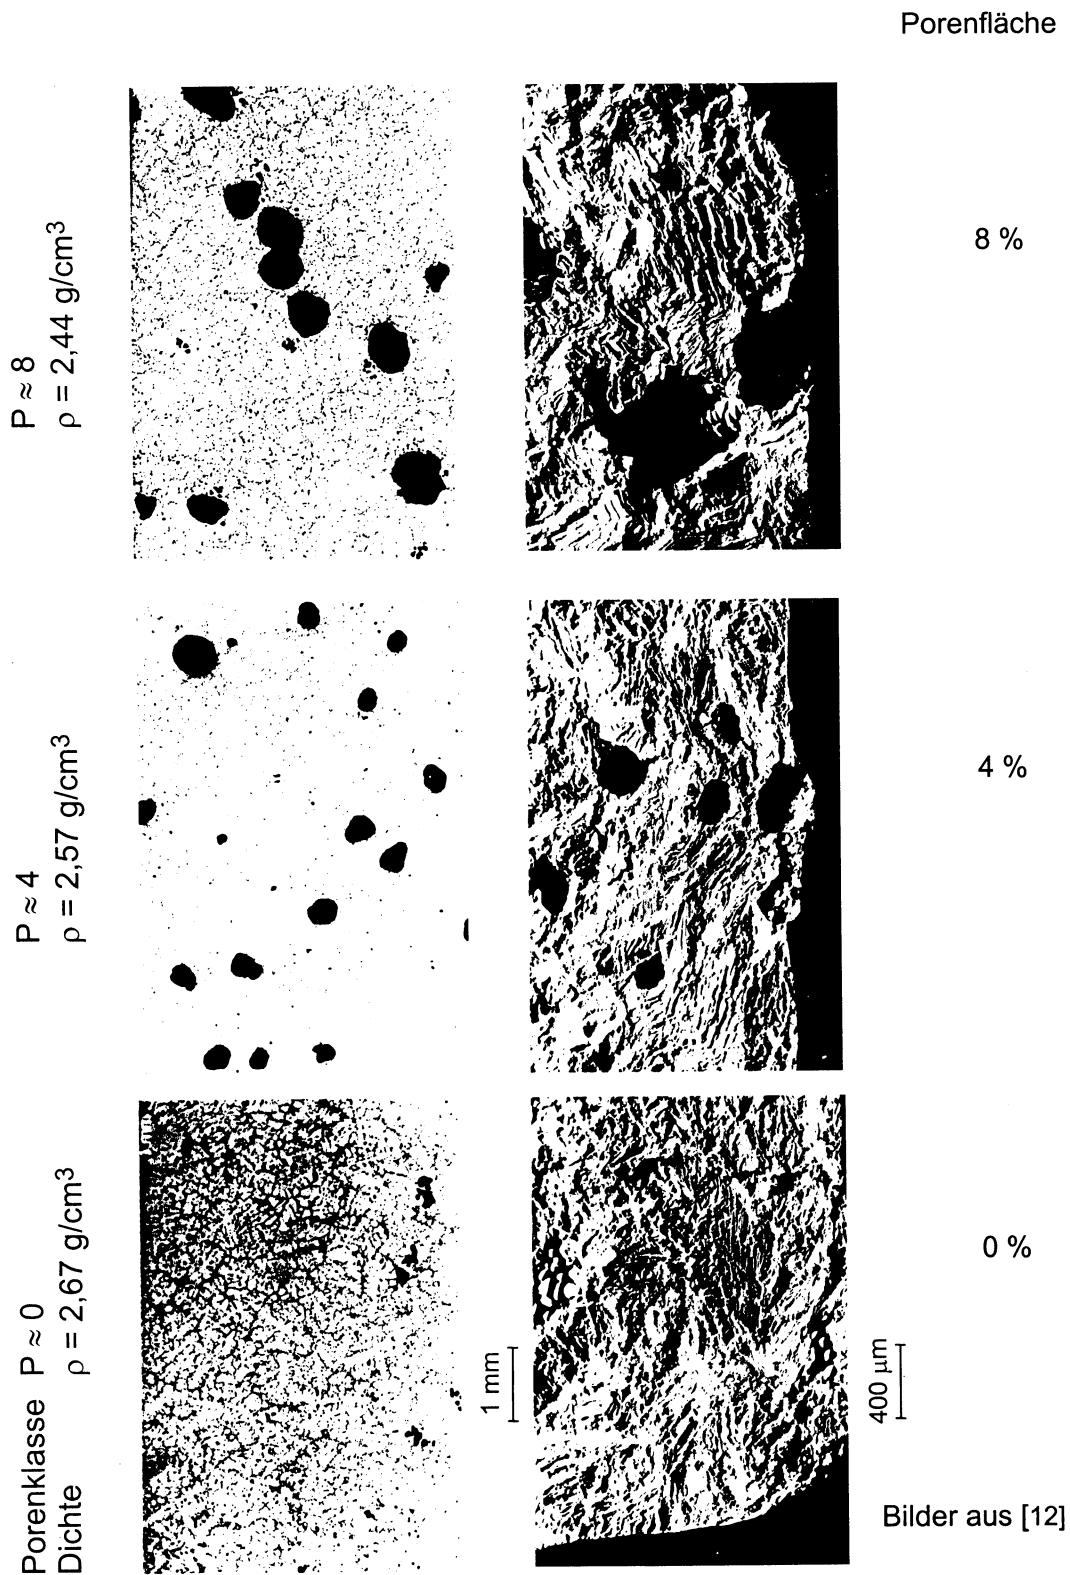 Porenfläche
P ≈ 8
ρ = 2,44 g/cm³
8 %
P ≈ 4
ρ = 2,57 g/cm³
4 %
Porenklasse P ≈ 0
Dichte ρ = 2,67 g/cm³
0 %
1 mm
400 µm
Bilder aus [12]